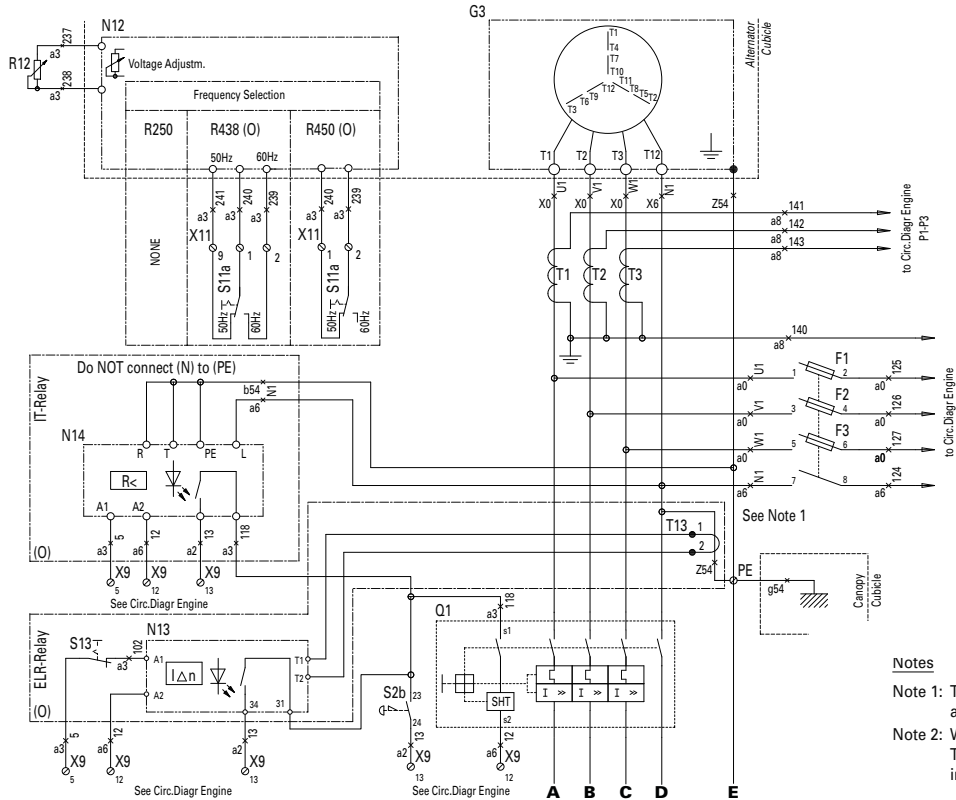 N12
237
a3
R12
238
a3
Voltage Adjustm.
Frequency Selection
R250
R438 (O)
R450 (O)
NONE
50Hz
60Hz
241
240
239
240
239
a3
a3
a3
a3
a3
X11
9
1
2
X11
1
2
S11a
50Hz
60Hz
S11a
50Hz
60Hz
G3
Alternator
Cubicle
T1
T4
T7
T10
T12
T11
T9
T8
T6
T5
T3
T2
T1
T2
T3
T12
U1
V1
W1
N1
X0
X0
X0
X6
Z54
141
a8
142
a8
143
a8
to Circ.Diagr Engine
P1-P3
T1
T2
T3
140
a8
IT-Relay
Do NOT connect (N) to (PE)
b54
N1
a6
N14
R
T
PE
L
R<
A1
A2
5
12
13
118
a3
a6
a2
a3
X9
5
X9
12
X9
13
(O)
See Circ.Diagr Engine
U1
a0
1
F1
2
125
a0
V1
a0
3
F2
4
126
a0
W1
a0
5
F3
6
127
a0
N1
a6
7
8
124
a6
to Circ.Diagr Engine
See Note 1
T13
1
2
Z54
PE
g54
Canopy
Cubicle
ELR-Relay
S13
102
a3
N13
A1
A2
I∆n
T1
T2
34
31
(O)
5
a3
12
a6
13
a2
X9
5
X9
12
X9
13
See Circ.Diagr Engine
S2b
23
24
13
a2
X9
13
Q1
118
a3
s1
SHT
s2
12
a6
X9
12
I >>
I >>
I >>
See Circ.Diagr Engine
A
B
C
D
E
Notes
Note 1: T
a
Note 2: W
T
in